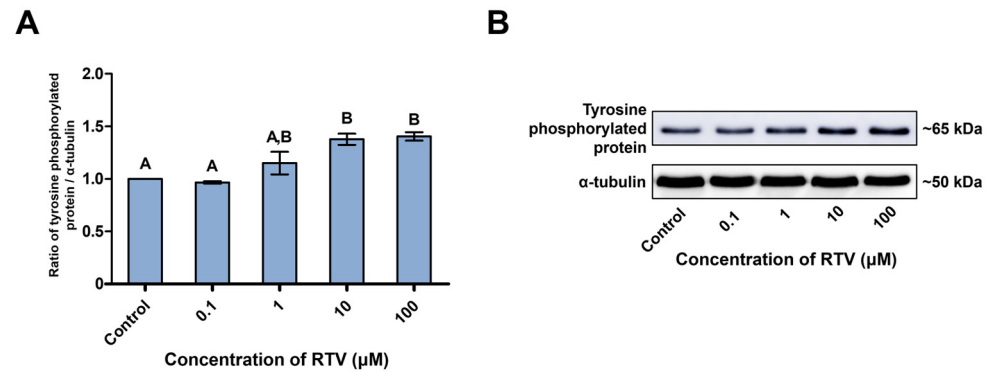 A
Ratio of tyrosine phosphorylated
protein / α-tubulin
2.0
1.5
1.0
0.5
0
A
A
A,B
B
B
Control
0.1
1
10
100
Concentration of RTV (μM)
B
Tyrosine
phosphorylated
protein
~65 kDa
α-tubulin
~50 kDa
Control
0.1
1
10
100
Concentration of RTV (μM)